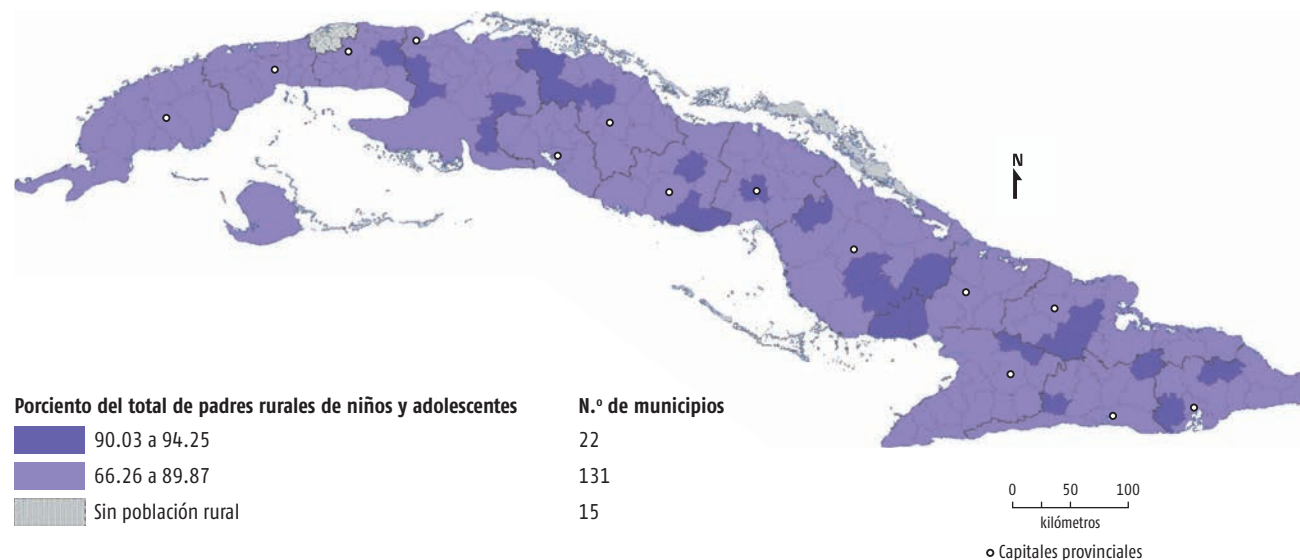 N
Porciento del total de padres rurales de niños y adolescentes N.º de municipios
90.03 a 94.25 22
66.26 a 89.87 131
Sin población rural 15
0 50 100
kilómetros
Capitales provinciales